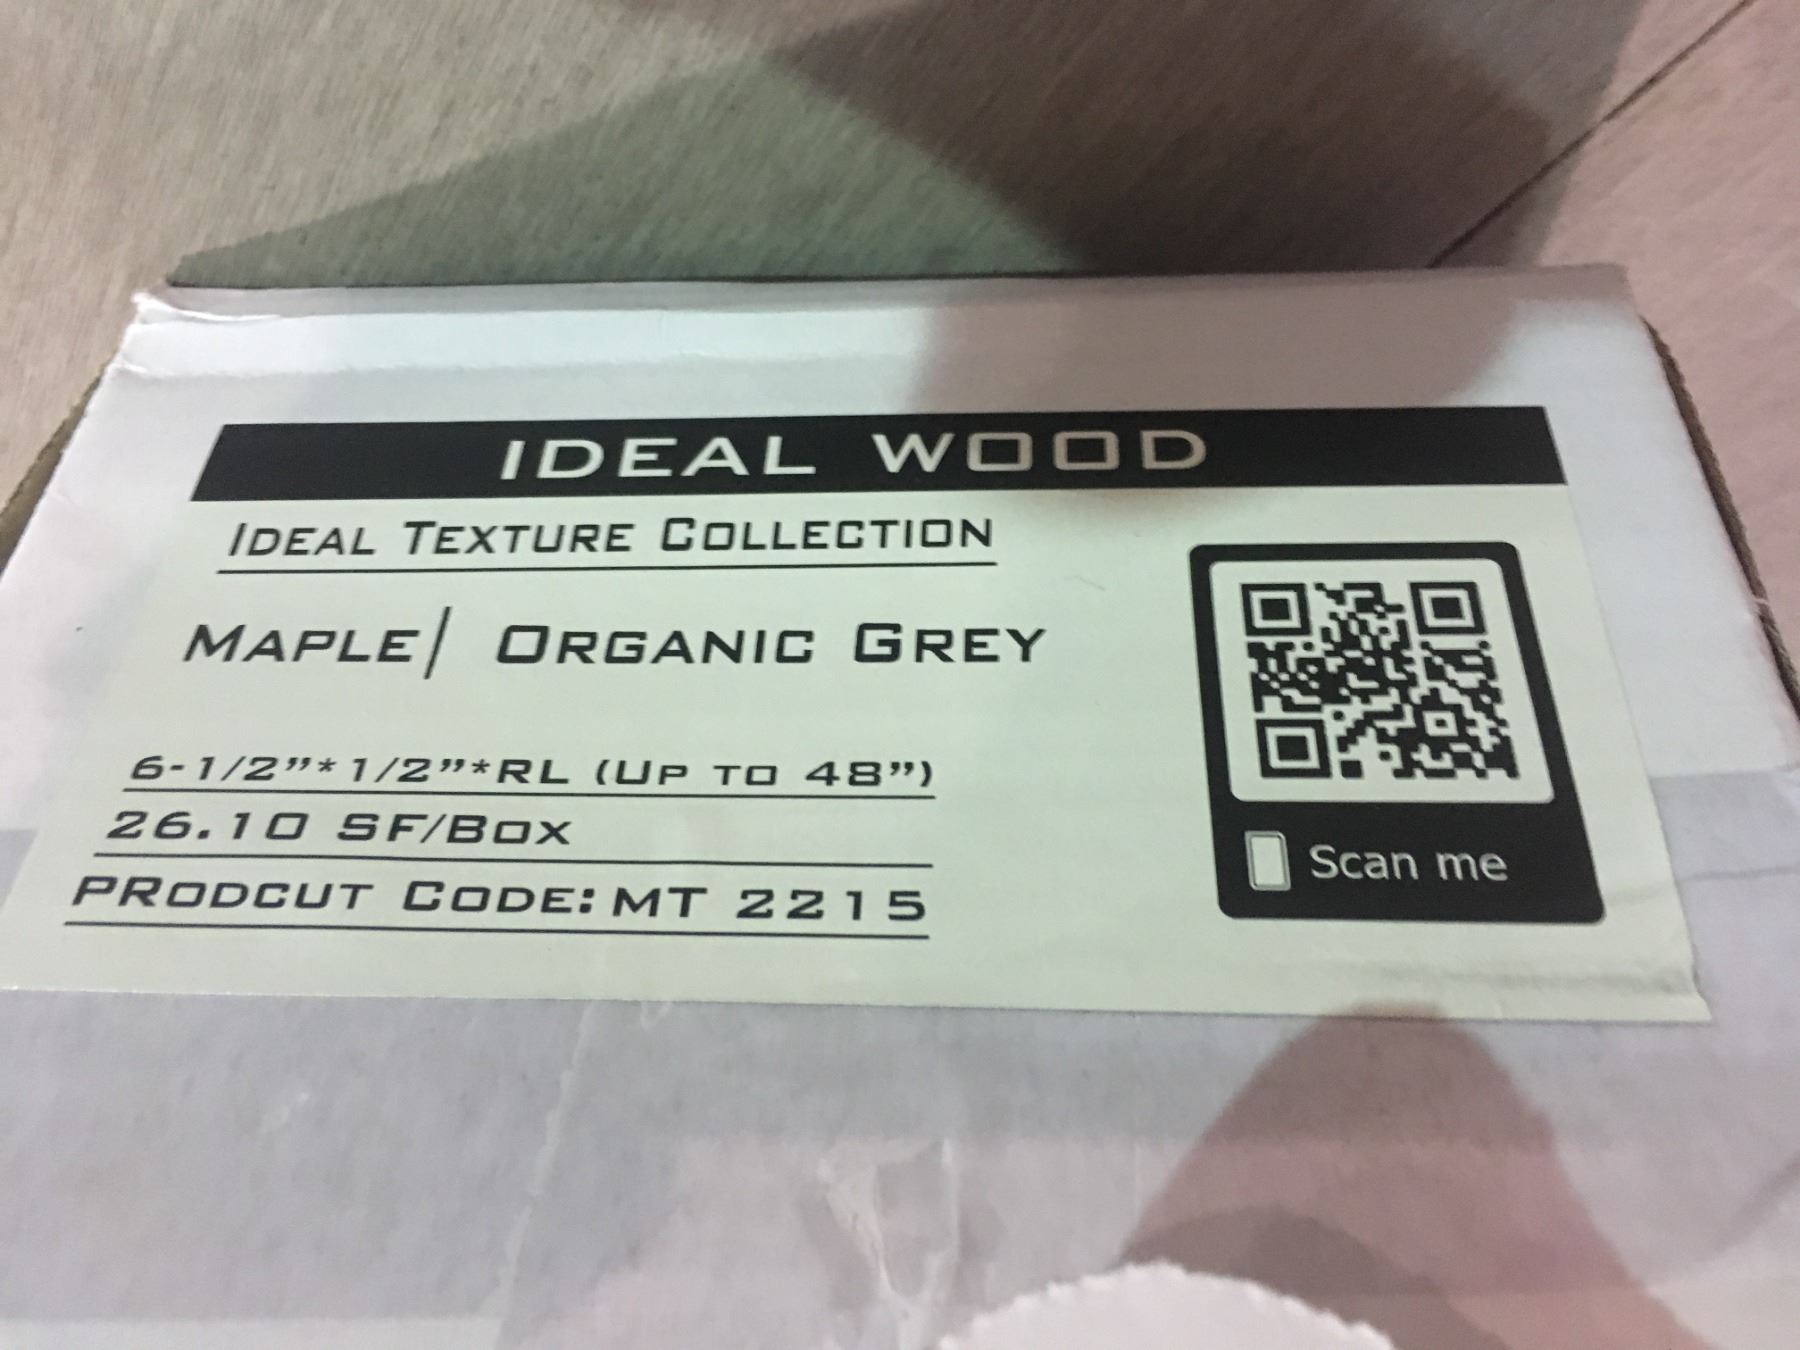 IDEAL WOOD
IDEAL TEXTURE COLLECTION
MAPLE| ORGANIC GREY
6-1/2”*1/2”*RL (UP TO 48”)
26.10 SF/BOX
PRODCUT CODE: MT 2215
Scan me